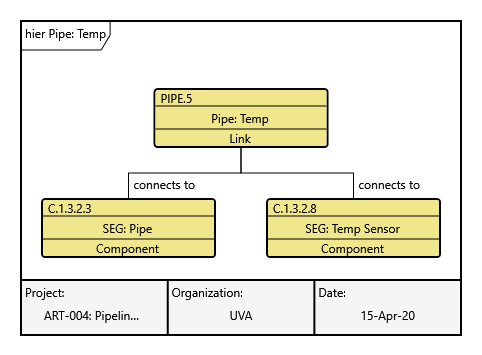 hier Pipe: Temp
PIPE.5
Pipe: Temp
Link
connects to
connects to
C.1.3.2.3
C.1.3.2.8
SEG: Pipe
SEG: Temp Sensor
Component
Component
Project:
Organization:
Date:
ART-004: Pipelin...
UVA
15-Apr-20